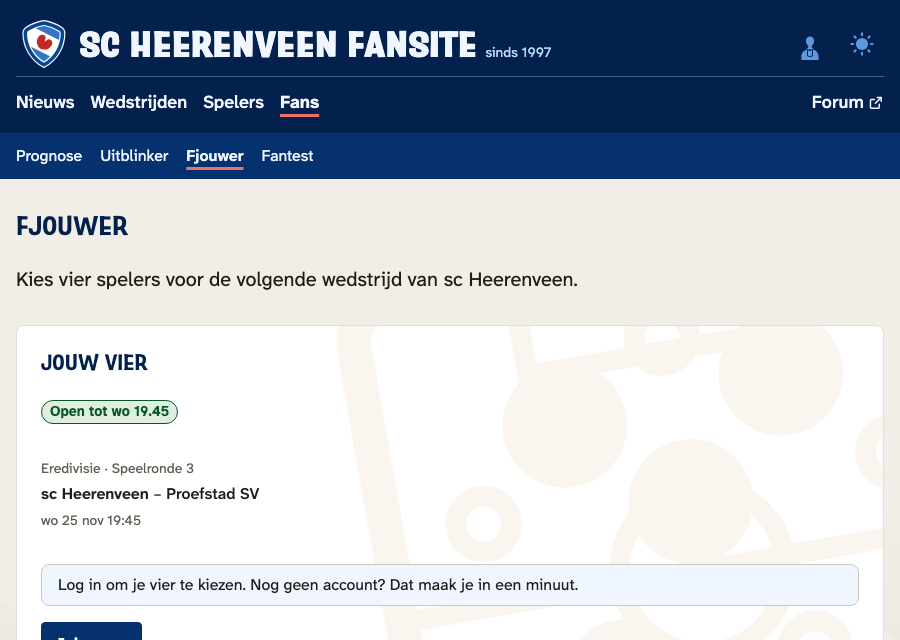 SC HEERENVEEN FANSITE sinds 1997
Nieuws Wedstrijden Spelers Fans Forum
Prognose Uitblinker Fjouwer Fantest
FJOUWER
Kies vier spelers voor de volgende wedstrijd van sc Heerenveen.
JOUW VIER
Open tot wo 19.45
Eredivisie · Speelronde 3
sc Heerenveen – Proefstad SV
wo 25 nov 19:45
Log in om je vier te kiezen. Nog geen account? Dat maak je in een minuut.